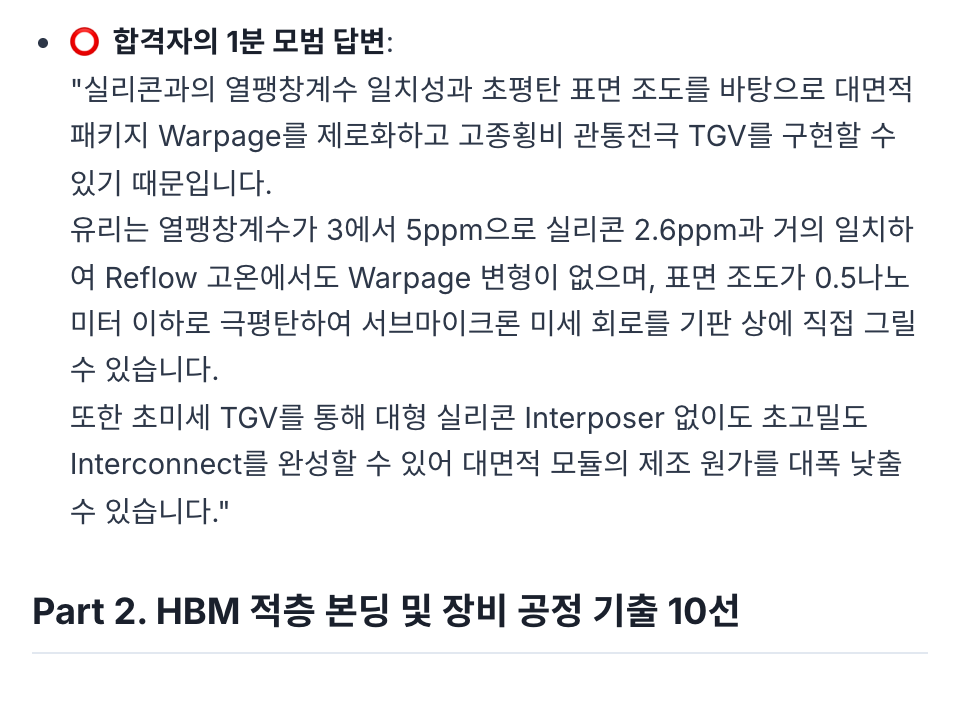 • ⭕ 합격자의 1분 모범 답변:
"실리콘과의 열팽창계수 일치성과 초평탄 표면 조도를 바탕으로 대면적
패키지 Warpage를 제로화하고 고종횡비 관통전극 TGV를 구현할 수
있기 때문입니다.
유리는 열팽창계수가 3에서 5ppm으로 실리콘 2.6ppm과 거의 일치하
여 Reflow 고온에서도 Warpage 변형이 없으며, 표면 조도가 0.5나노
미터 이하로 극평탄하여 서브마이크론 미세 회로를 기판 상에 직접 그릴
수 있습니다.
또한 초미세 TGV를 통해 대형 실리콘 Interposer 없이도 초고밀도
Interconnect를 완성할 수 있어 대면적 모듈의 제조 원가를 대폭 낮출
수 있습니다."
Part 2. HBM 적층 본딩 및 장비 공정 기출 10선